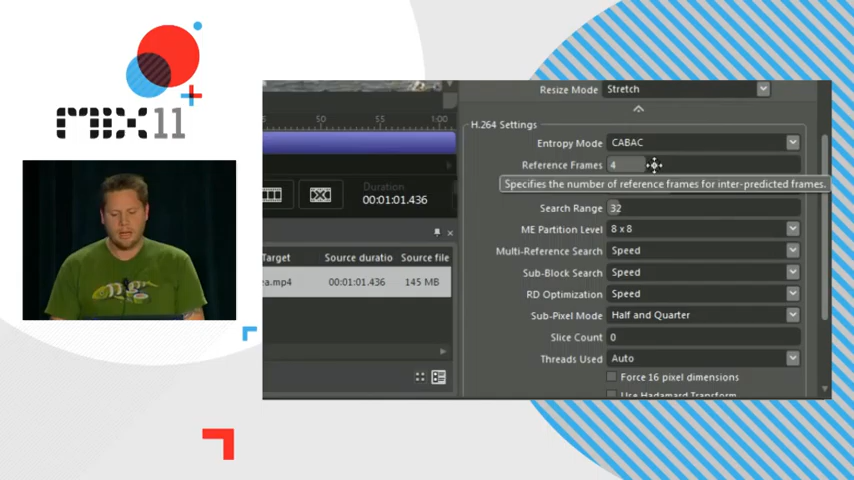 mix11
Resize Mode Stretch
50 55 1:00
H.264 Settings
Entropy Mode CABAC
Reference Frames 4
Specifies the number of reference frames for inter-predicted frames.
Duration
00:01:01.436
Search Range 32
ME Partition Level 8 x 8
Multi-Reference Search Speed
Target Source duratio Source file
Sub-Block Search Speed
ea.mp4 00:01:01.436 145 MB
RD Optimization Speed
Sub-Pixel Mode Half and Quarter
Slice Count 0
Threads Used Auto
Force 16 pixel dimensions
Use Hadamard Transform